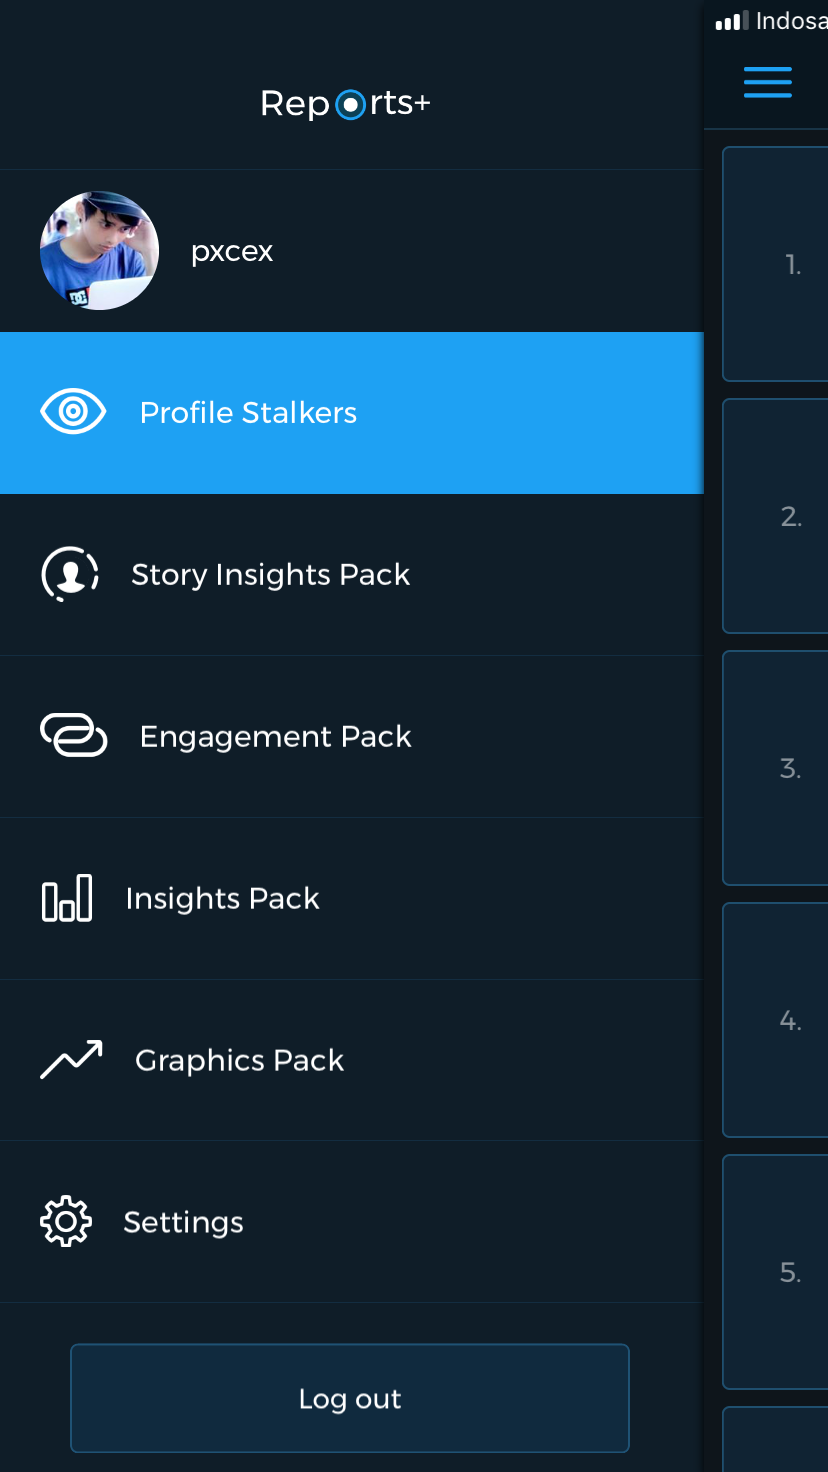 Indosa
Reports+
pxcex
Profile Stalkers
Story Insights Pack
Engagement Pack
Insights Pack
Graphics Pack
Settings
Log out
1.
2.
3.
4.
5.